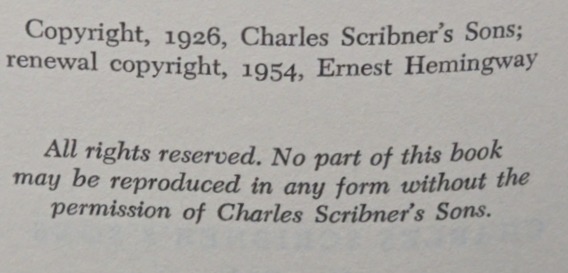 Copyright, 1926, Charles Scribner's Sons;
renewal copyright, 1954, Ernest Hemingway
All rights reserved. No part of this book
may be reproduced in any form without the
permission of Charles Scribner's Sons.